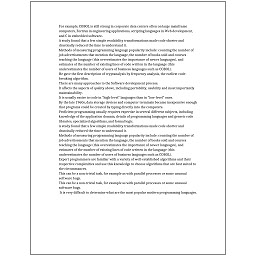 For example, COBOL is still strong in corporate data centers often on large mainframe
computers, Fortran in engineering applications, scripting languages in Web development,
and C in embedded software.
A study found that a few simple readability transformations made code shorter and
drastically reduced the time to understand it.
Methods of measuring programming language popularity include: counting the number of
job advertisements that mention the language, the number of books sold and courses
teaching the language (this overestimates the importance of newer languages), and
estimates of the number of existing lines of code written in the language (this
underestimates the number of users of business languages such as COBOL).
He gave the first description of cryptanalysis by frequency analysis, the earliest code-
breaking algorithm.
There are many approaches to the Software development process.
It affects the aspects of quality above, including portability, usability and most importantly
maintainability.
It is usually easier to code in "high-level" languages than in "low-level" ones.
By the late 1960s, data storage devices and computer terminals became inexpensive enough
that programs could be created by typing directly into the computers.
Proficient programming usually requires expertise in several different subjects, including
knowledge of the application domain, details of programming languages and generic code
libraries, specialized algorithms, and formal logic.
A study found that a few simple readability transformations made code shorter and
drastically reduced the time to understand it.
Methods of measuring programming language popularity include: counting the number of
job advertisements that mention the language, the number of books sold and courses
teaching the language (this overestimates the importance of newer languages), and
estimates of the number of existing lines of code written in the language (this
underestimates the number of users of business languages such as COBOL).
Expert programmers are familiar with a variety of well-established algorithms and their
respective complexities and use this knowledge to choose algorithms that are best suited to
the circumstances.
This can be a non-trivial task, for example as with parallel processes or some unusual
software bugs.
This can be a non-trivial task, for example as with parallel processes or some unusual
software bugs.
It is very difficult to determine what are the most popular modern programming languages.